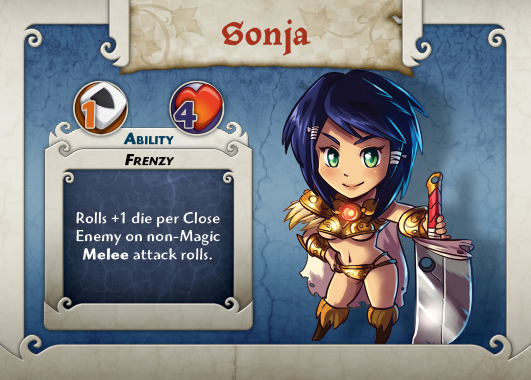 Sonja
1
4
ABILITY
FRENZY
Rolls +1 die per Close
Enemy on non-Magic
Melee attack rolls.